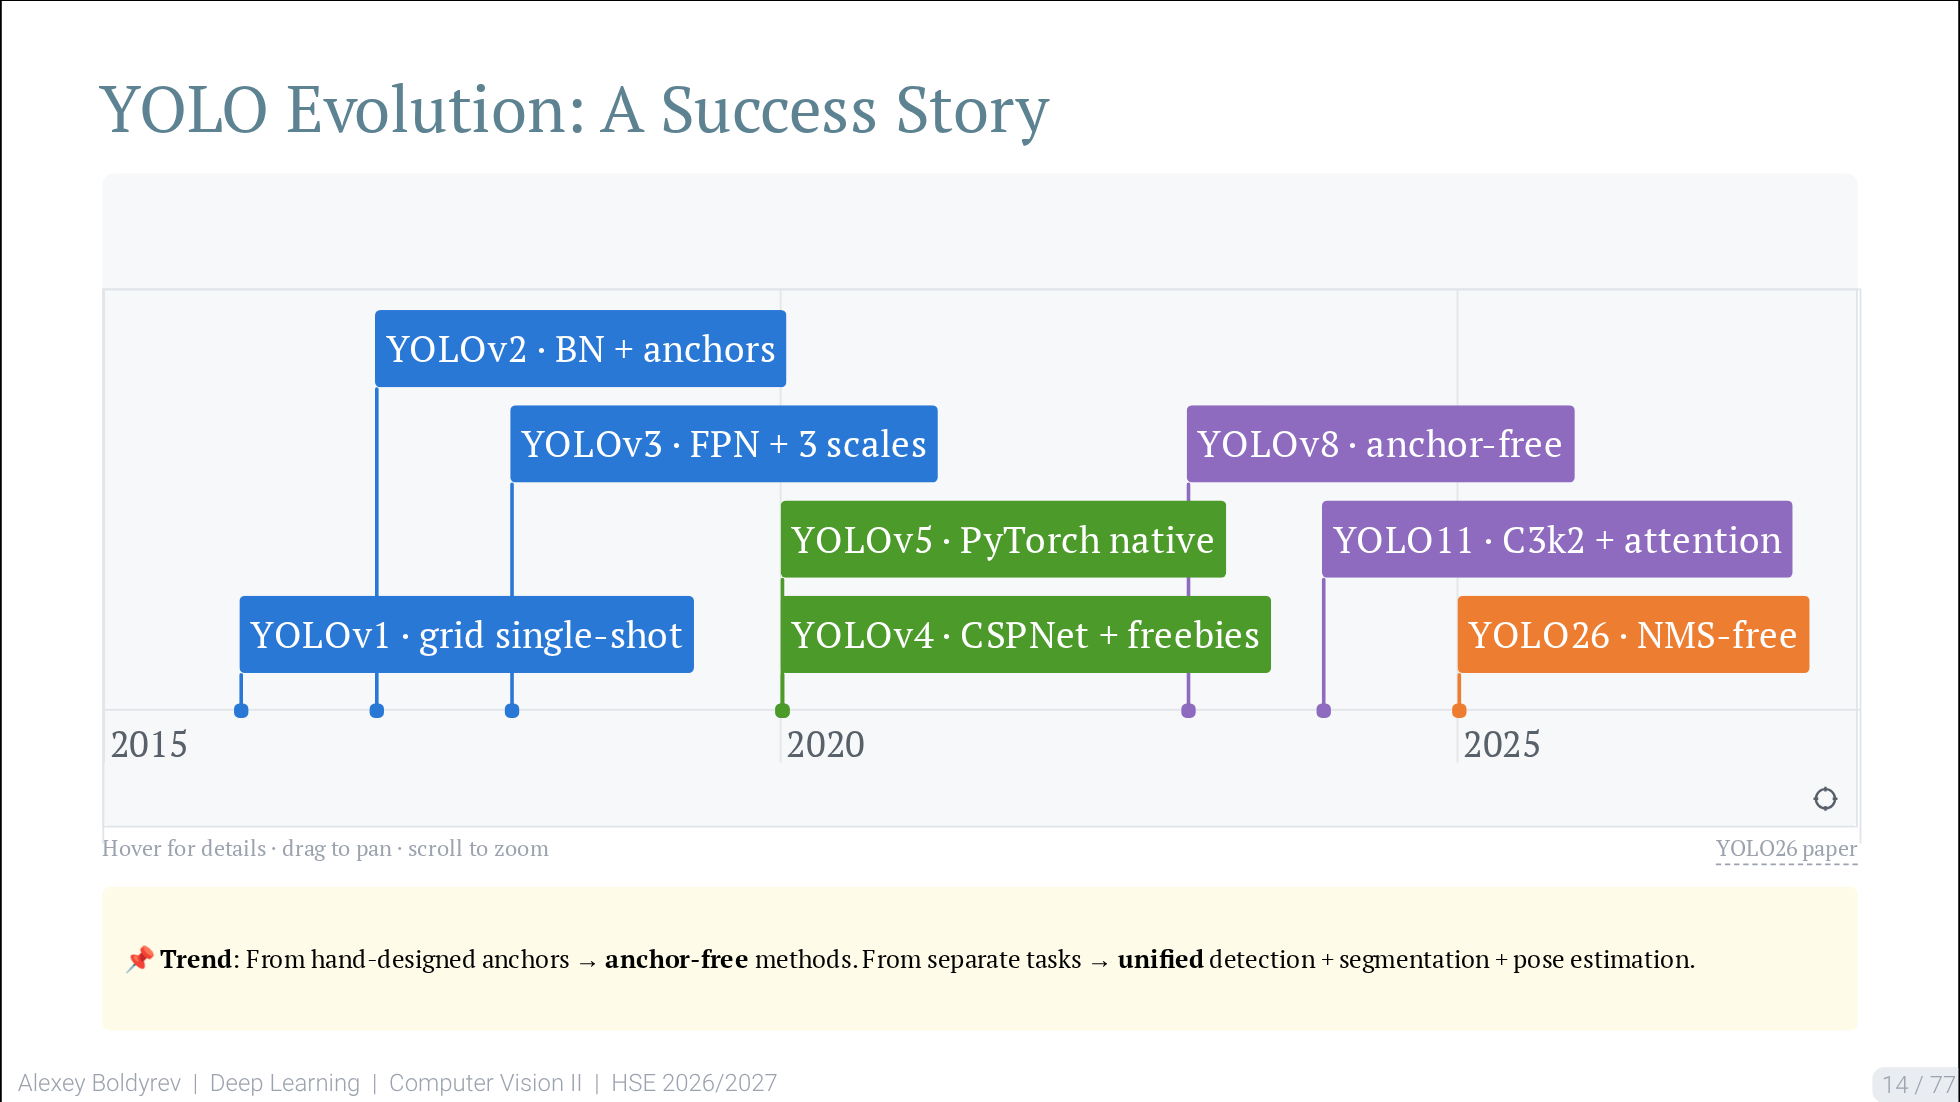 YOLO Evolution: A Success Story
YOLOv2 · BN + anchors
YOLOv3 · FPN + 3 scales
YOLOv8 · anchor-free
YOLOv5 · PyTorch native
YOLO11 · C3k2 + attention
YOLOv1 · grid single-shot
YOLOv4 · CSPNet + freebies
YOLO26 · NMS-free
2015
2020
2025
Hover for details · drag to pan · scroll to zoom
YOLO26 paper
📌 Trend: From hand-designed anchors → anchor-free methods. From separate tasks → unified detection + segmentation + pose estimation.
Alexey Boldyrev | Deep Learning | Computer Vision II | HSE 2026/2027
14 / 77